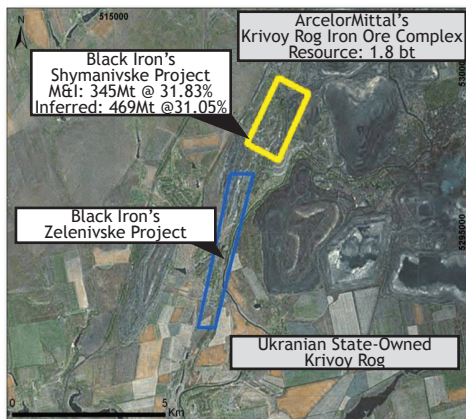 N
515000
ArcelorMittal's
Krivoy Rog Iron Ore Complex
Resource: 1.8 bt
Black Iron's
Shymanivske Project
M&I: 345Mt @ 31.83%
Inferred: 469Mt @31.05%
Black Iron's
Zelenivske Project
5295000
Ukranian State-Owned
Krivoy Rog
0
5
Km